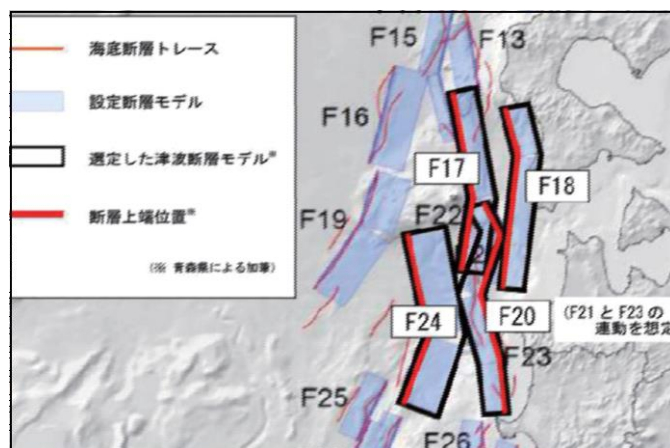 海底断層トレース
設定断層モデル
選定した津波断層モデル※
断層上端位置※
(※ 青森県による加筆)
F15
F13
F16
F17
F18
F19
F22
F24
F20
(F21 と F23 の
連動を想定
F23
F25
F26